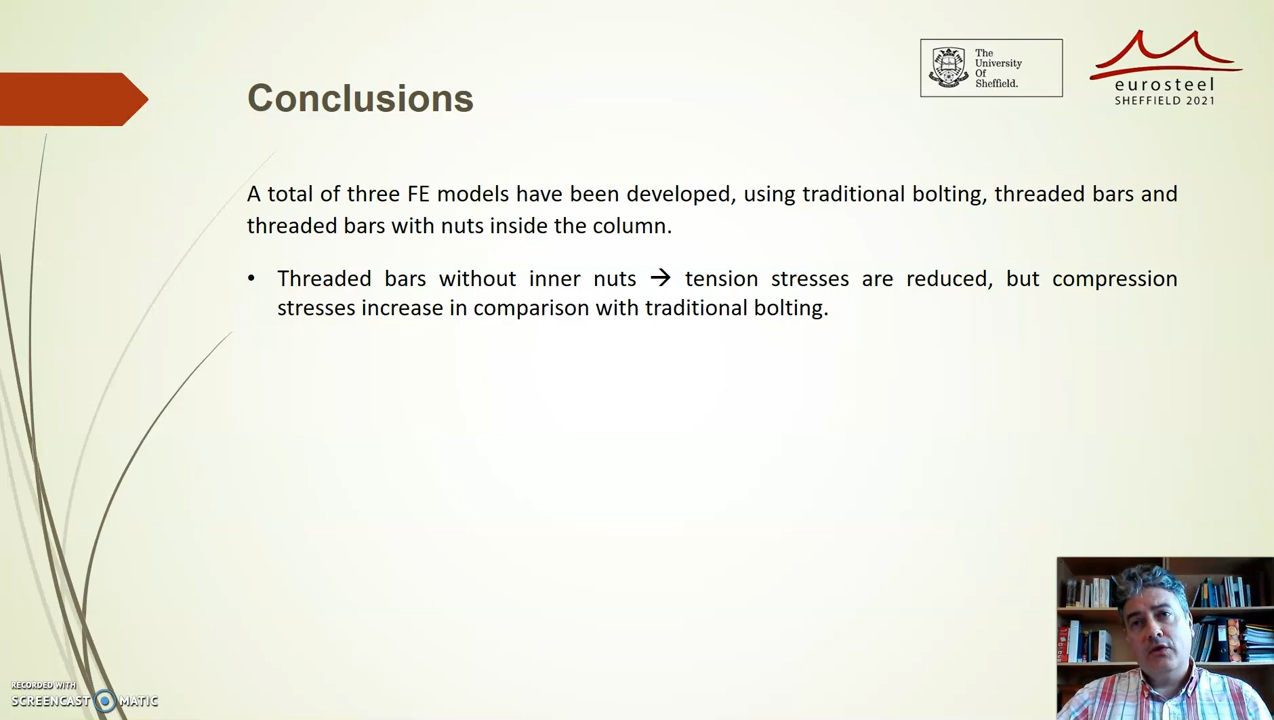 The
University
Of
Sheffield.
eurosteel
SHEFFIELD 2021
Conclusions
A total of three FE models have been developed, using traditional bolting, threaded bars and
threaded bars with nuts inside the column.
• Threaded bars without inner nuts → tension stresses are reduced, but compression
stresses increase in comparison with traditional bolting.
RECORDED WITH
SCREENCAST MATIC